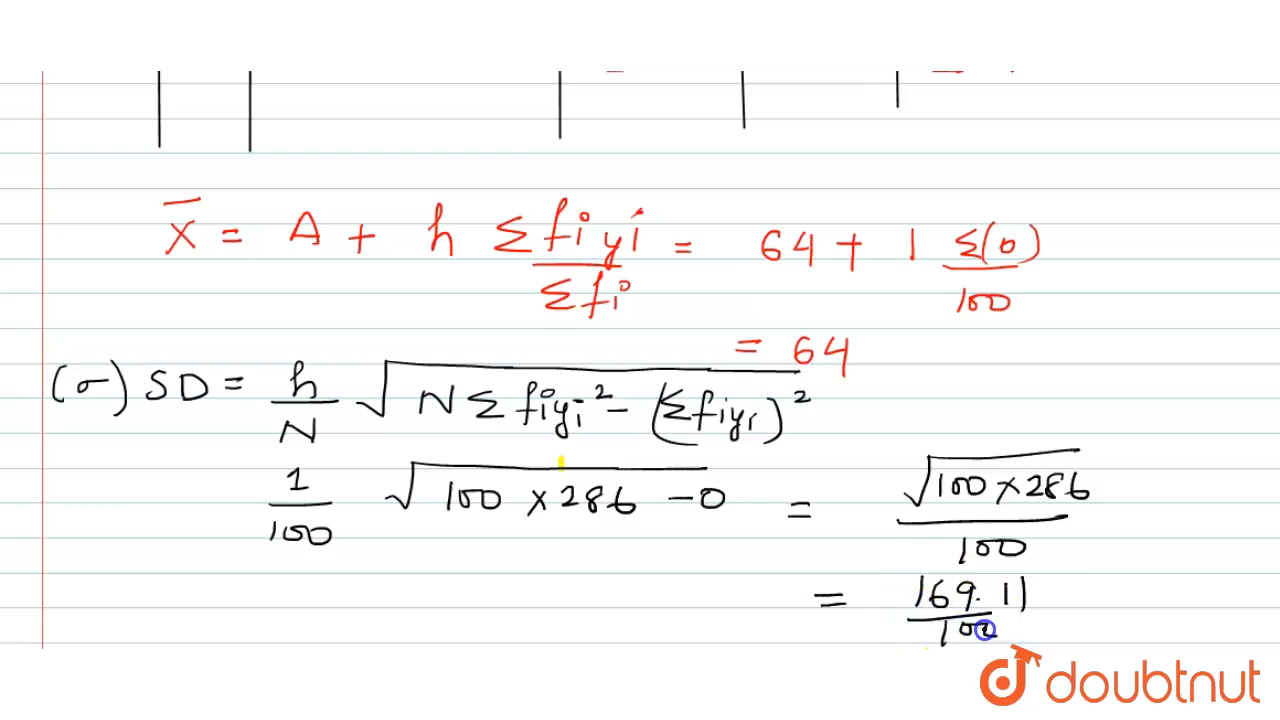 x̄ = A + h Σfiyi / Σfi = 64 + 1 Σ(0) / 100
= 64
(σ) SD = h/N √(NΣfiyi² - (Σfiyi)²)
1/100 √(100 × 286 - 0) = √(100 × 286) / 100
= 169.11 / 100
doubtnut